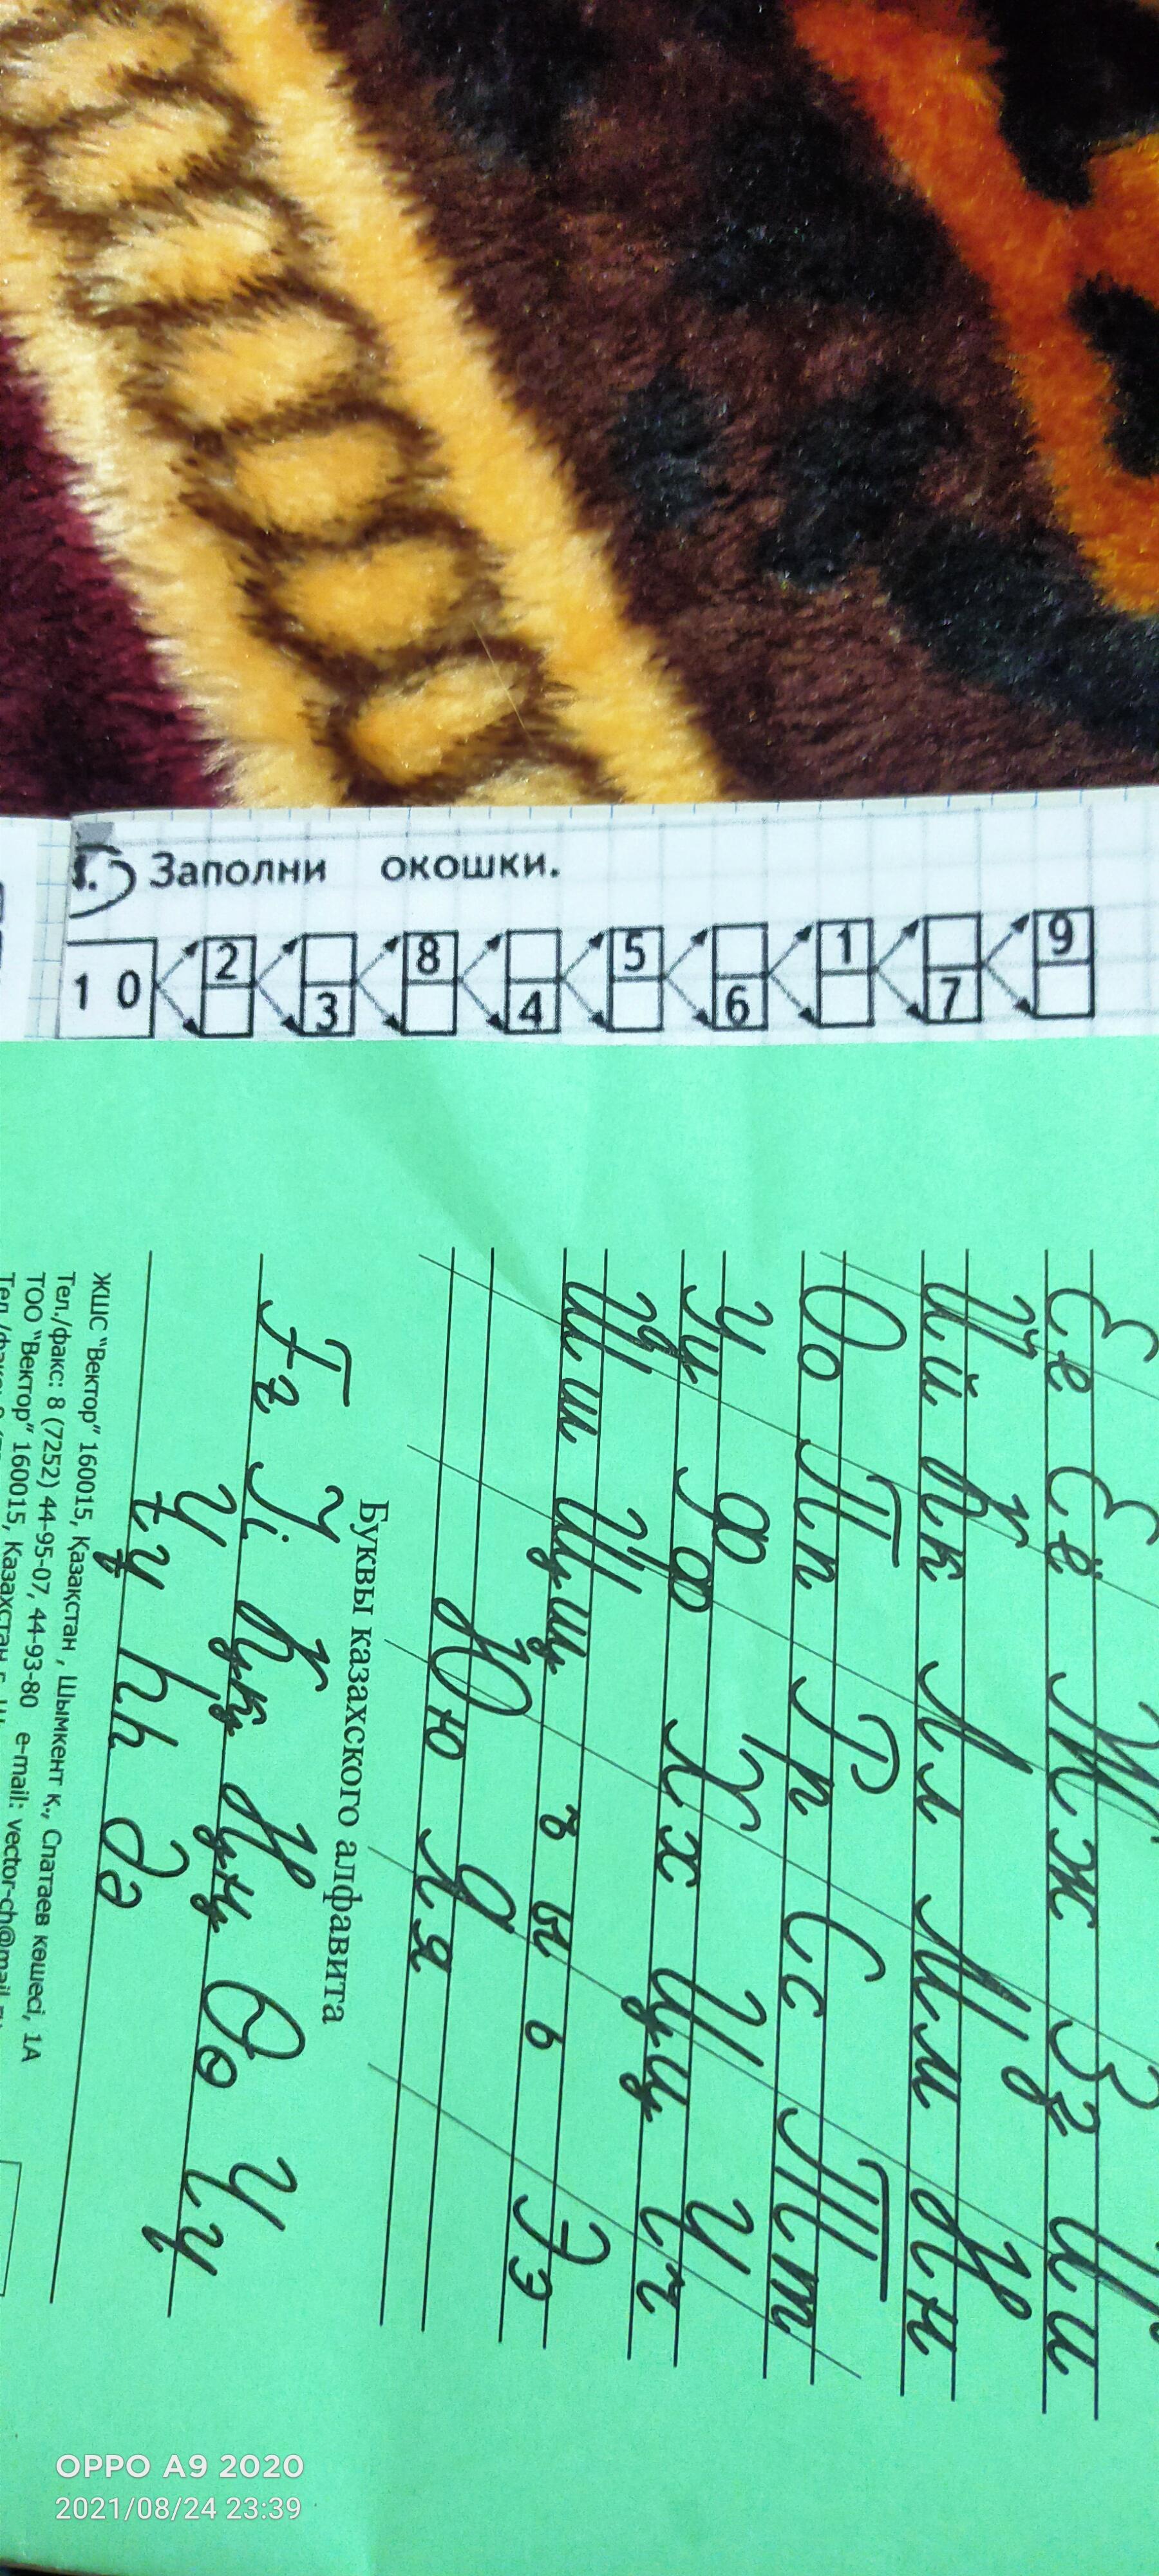 1.) Заполни окошки.
10 2 8 5 1 9
3 4 6 7
Ее Ёё Жж Зз Ии
Йй Кк Лл Мм Нн
Оо Пп Рр Сс Тт
Уу Фф Хх Цц Чч
Шш Щщ ъ ы ь Ээ
Юю Яя
Буквы казахского алфавита
Ғғ Ії Ққ Ңң Өө Ұұ
Үү Һһ Әә
ЖШС "Вектор" 160015, Қазақстан, Шымкент қ., Спатаев көшесі, 1А
Тел./факс: 8 (7252) 44-95-07, 44-93-80 e-mail: vector-ch@mail.ru
ТОО "Вектор" 160015, Казахстан г.
OPPO A9 2020
2021/08/24 23:39